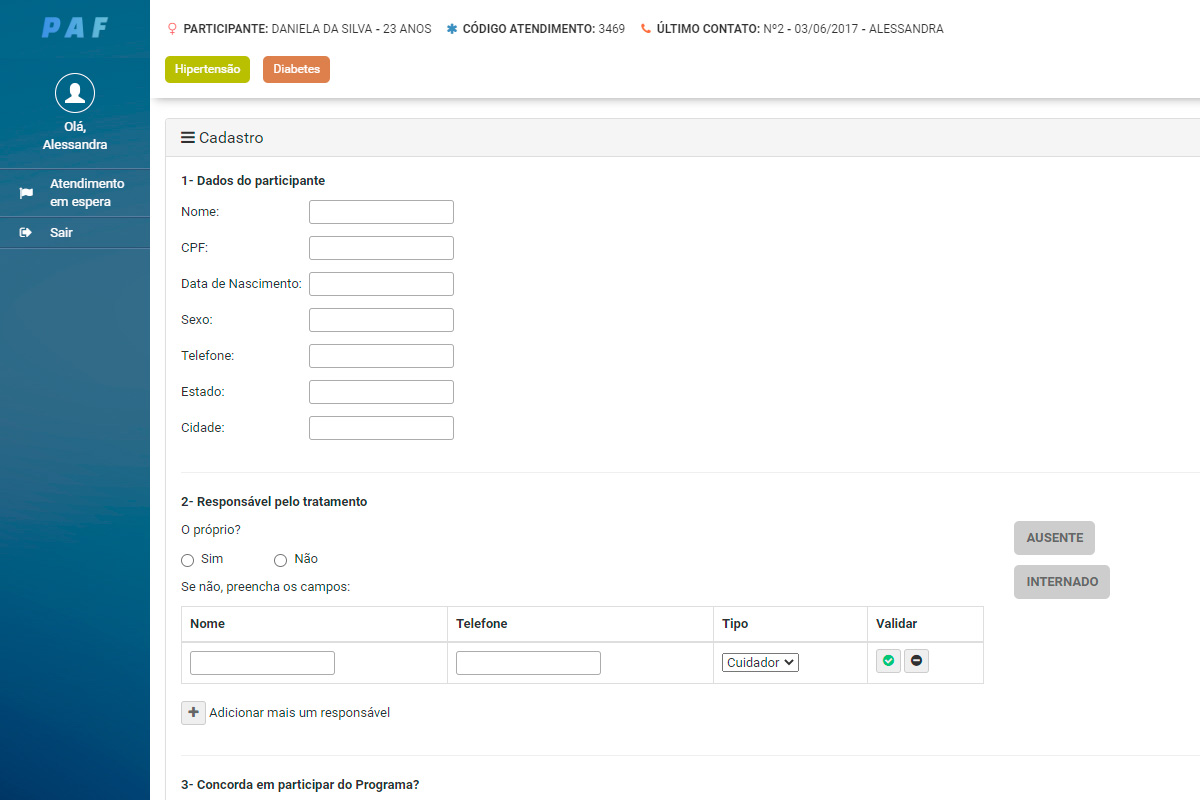 PAF
PARTICIPANTE: DANIELA DA SILVA - 23 ANOS CÓDIGO ATENDIMENTO: 3469 ÚLTIMO CONTATO: Nº2 - 03/06/2017 - ALESSANDRA
Hipertensão Diabetes
Olá,
Alessandra
Atendimento
em espera
Sair
Cadastro
1- Dados do participante
Nome:
CPF:
Data de Nascimento:
Sexo:
Telefone:
Estado:
Cidade:
2- Responsável pelo tratamento
O próprio?
Sim Não
Se não, preencha os campos:
AUSENTE
INTERNADO
Nome Telefone Tipo Validar
Cuidador
Adicionar mais um responsável
3- Concorda em participar do Programa?